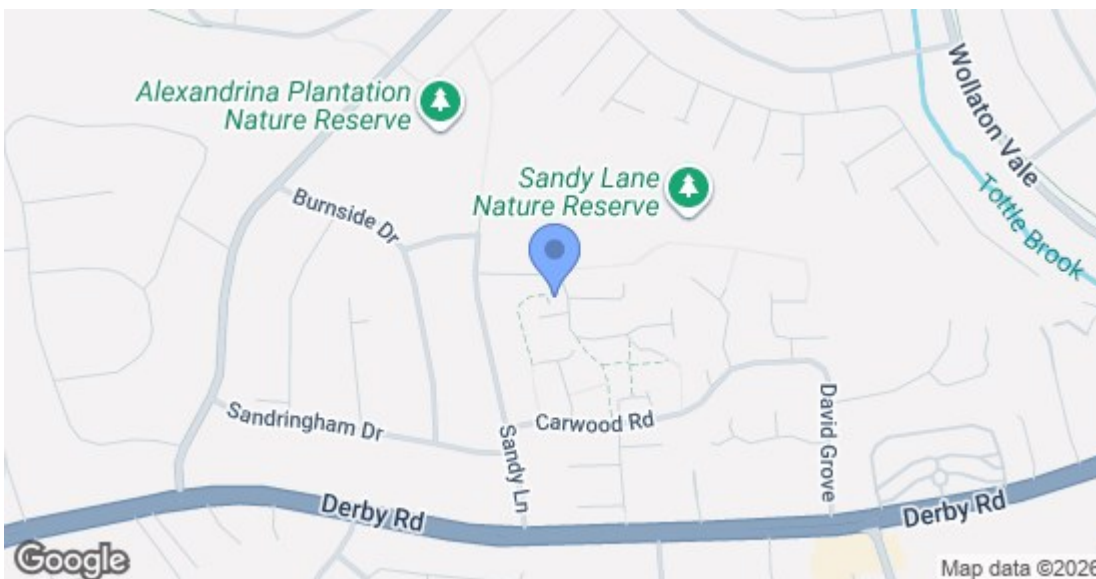 Alexandrina Plantation
Nature Reserve
Wollaton Vale
Sandy Lane
Nature Reserve
Burnside Dr
Tottle Brook
Sandringham Dr
Sandy Ln
Carwood Rd
David Grove
Derby Rd
Derby Rd
Google
Map data ©2026